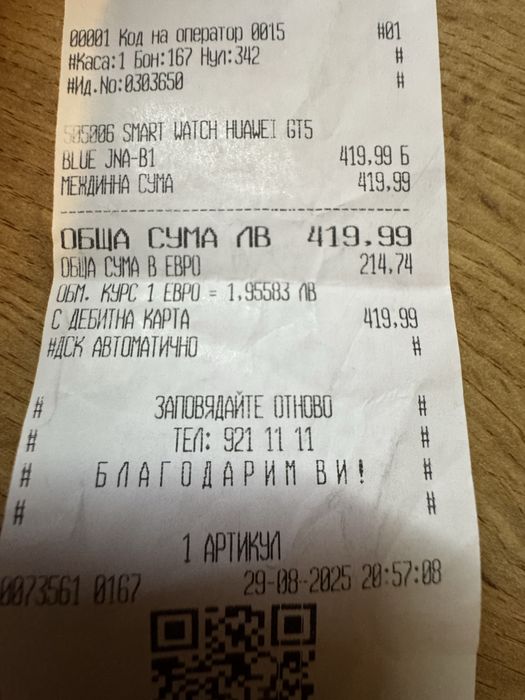 00001 Код на оператор 0015 #01
#Каса:1 Бон:167 Нул:342 #
#Ид.No:0303650 #
505006 SMART WATCH HUAWEI GT5
BLUE JNA-B1 419,99 Б
МЕЖДИННА СУМА 419,99
ОБЩА СУМА ЛВ 419,99
ОБЩА СУМА В ЕВРО 214,74
ОБМ. КУРС 1 ЕВРО = 1,95583 ЛВ
С ДЕБИТНА КАРТА 419,99
#ДСК АВТОМАТИЧНО #
# ЗАПОВЯДАЙТЕ ОТНОВО #
# ТЕЛ: 921 11 11 #
# БЛАГОДАРИМ ВИ! #
# #
1 АРТИКУЛ
0073561 0167 29-08-2025 20:57:08